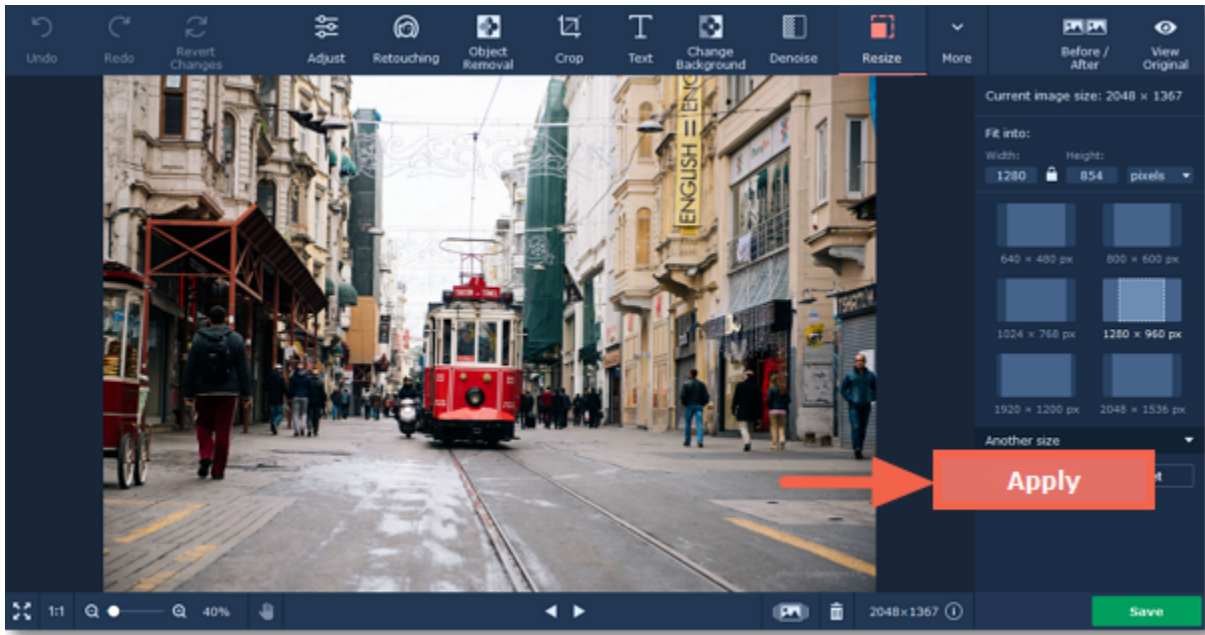 Undo
Redo
Revert
Changes
Adjust
Retouching
Object
Removal
Crop
Text
Change
Background
Denoise
Resize
More
Before /
After
View
Original
Current image size: 2048 × 1367
Fit into:
Width: Height:
1280 854 pixels
640 × 480 px 800 × 600 px
1024 × 768 px 1280 × 960 px
1920 × 1200 px 2048 × 1536 px
Another size
Apply
ENGLISH = ENG
1:1
40%
2048×1367
Save